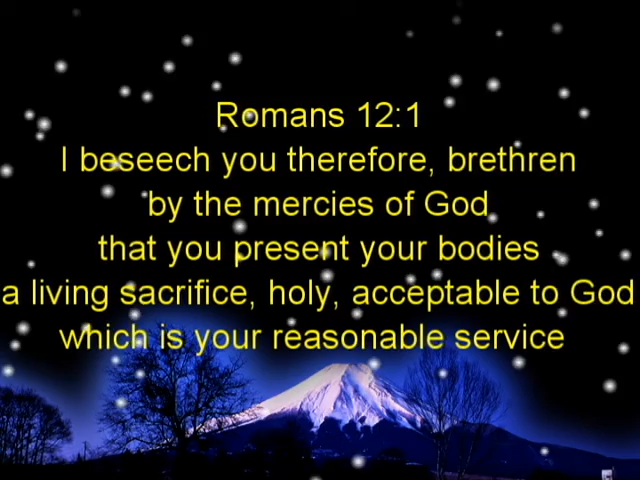 Romans 12:1
I beseech you therefore, brethren
by the mercies of God
that you present your bodies
a living sacrifice, holy, acceptable to God
which is your reasonable service